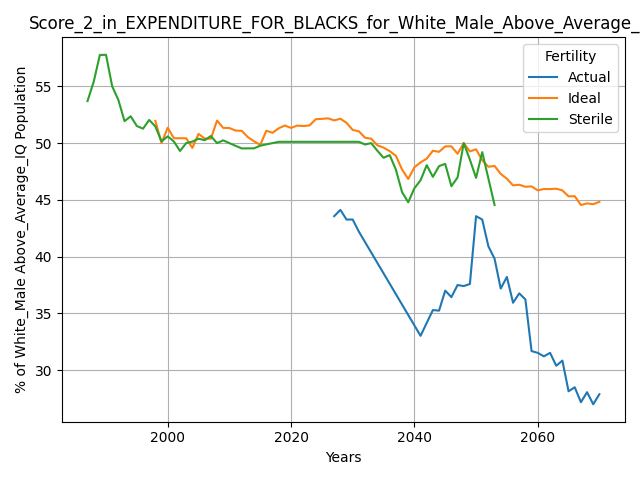 Score_2_in_EXPENDITURE_FOR_BLACKS_for_White_Male_Above_Average_
Fertility
Actual
Ideal
Sterile
% of White_Male Above_Average_IQ Population
55
50
45
40
35
30
2000
2020
2040
2060
Years